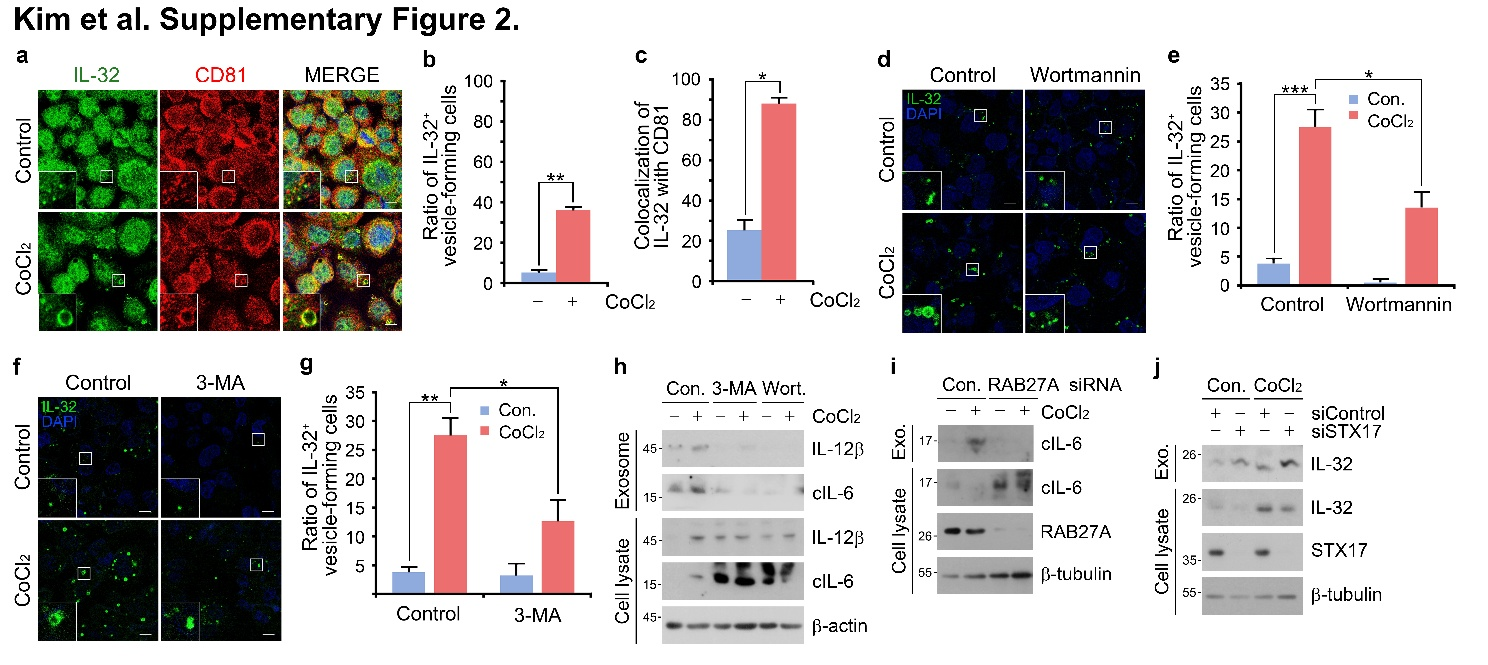 Kim et al. Supplementary Figure 2.
a
IL-32
CD81
MERGE
Control
CoCl₂
b
Ratio of IL-32⁺
vesicle-forming cells
100
80
60
40
20
0
**
– + CoCl₂
c
Colocalization of
IL-32 with CD81
100
80
60
40
20
0
*
– + CoCl₂
d
Control Wortmannin
IL-32
DAPI
Control
CoCl₂
e
Ratio of IL-32⁺
vesicle-forming cells
35
30
25
20
15
10
5
0
***
*
Con.
CoCl₂
Control Wortmannin
f
Control 3-MA
IL-32
DAPI
Control
CoCl₂
g
Ratio of IL-32⁺
vesicle-forming cells
35
30
25
20
15
10
5
**
*
Con.
CoCl₂
Control 3-MA
h
Con. 3-MA Wort.
– + – + – + CoCl₂
Exosome
45- IL-12β
15- cIL-6
Cell lysate
45- IL-12β
15- cIL-6
45- β-actin
i
Con. RAB27A siRNA
– + – + CoCl₂
Exo.
17- cIL-6
Cell lysate
17- cIL-6
26- RAB27A
55- β-tubulin
j
Con. CoCl₂
+ – + – siControl
– + – + siSTX17
Exo.
26- IL-32
Cell lysate
26- IL-32
35- STX17
55- β-tubulin